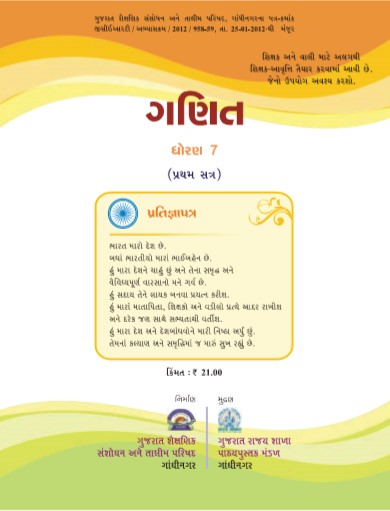 ગુજરાત શૈક્ષણિક સંશોધન અને તાલીમ પરિષદ, ગાંધીનગરના પત્ર-ક્રમાંક
જીસીઈઆરટી / અભ્યાસક્રમ / 2012 / 958-59, તા. 25-01-2012-થી મંજૂર
શિક્ષક અને વાલી માટે અલગથી
શિક્ષક-આવૃત્તિ તૈયાર કરવામાં આવી છે.
જેનો ઉપયોગ અવશ્ય કરશો.
ગણિત
ધોરણ 7
(પ્રથમ સત્ર)
પ્રતિજ્ઞાપત્ર
ભારત મારો દેશ છે.
બધાં ભારતીયો મારાં ભાઈબહેન છે.
હું મારા દેશને ચાહું છું અને તેના સમૃદ્ધ અને
વૈવિધ્યપૂર્ણ વારસાનો મને ગર્વ છે.
હું સદાય તેને લાયક બનવા પ્રયત્ન કરીશ.
હું મારાં માતાપિતા, શિક્ષકો અને વડીલો પ્રત્યે આદર રાખીશ
અને દરેક જણ સાથે સભ્યતાથી વર્તીશ.
હું મારા દેશ અને દેશબાંધવોને મારી નિષ્ઠા અર્પું છું.
તેમનાં કલ્યાણ અને સમૃદ્ધિમાં જ મારું સુખ રહ્યું છે.
કિંમત : ₹ 21.00
નિર્માણ
ગુજરાત શૈક્ષણિક
સંશોધન અને તાલીમ પરિષદ
ગાંધીનગર
મુદ્રણ
ગુજરાત રાજ્ય શાળા
પાઠ્યપુસ્તક મંડળ
ગાંધીનગર